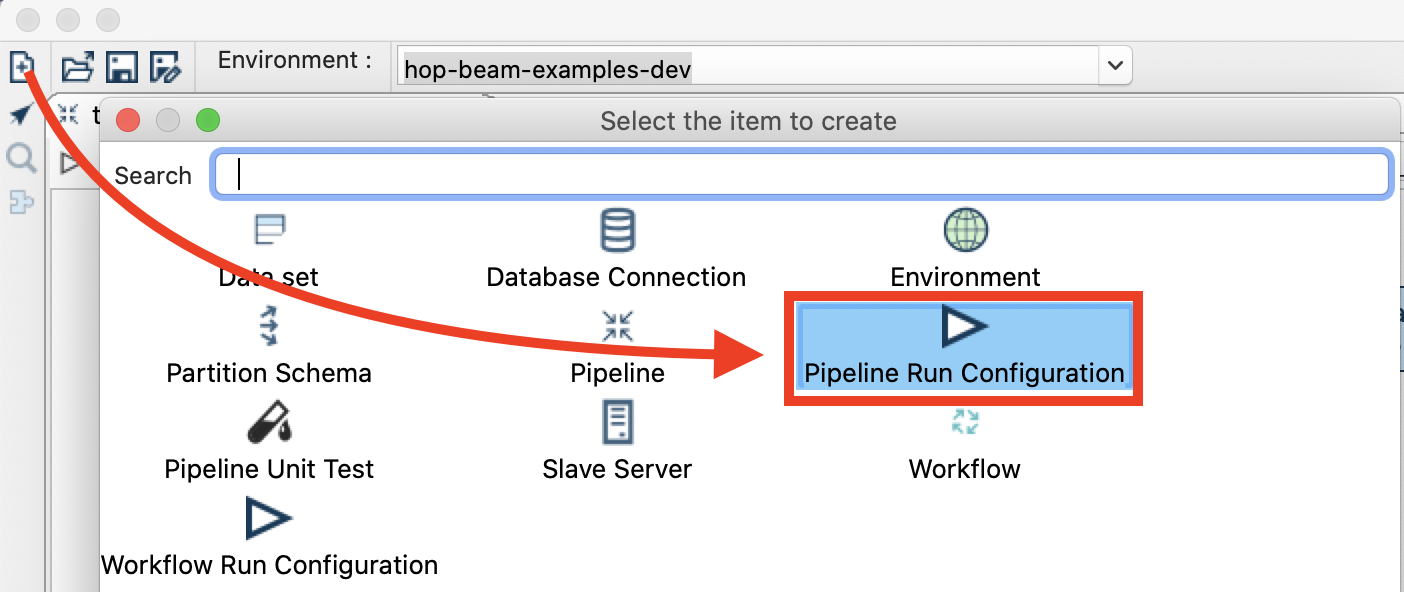 Environment :
hop-beam-examples-dev
t
Select the item to create
Search
Data set
Database Connection
Environment
Partition Schema
Pipeline
Pipeline Run Configuration
Pipeline Unit Test
Slave Server
Workflow
Workflow Run Configuration